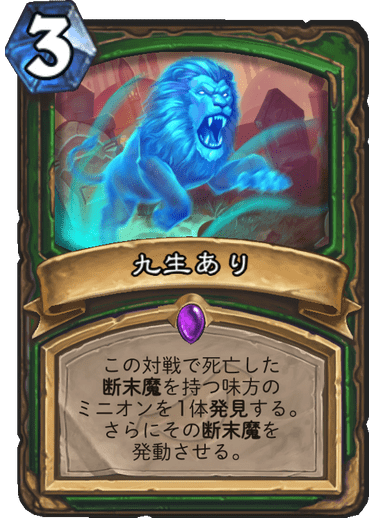 3
九生あり
この対戦で死亡した
断末魔を持つ味方の
ミニオンを1体発見する。
さらにその断末魔を
発動させる。